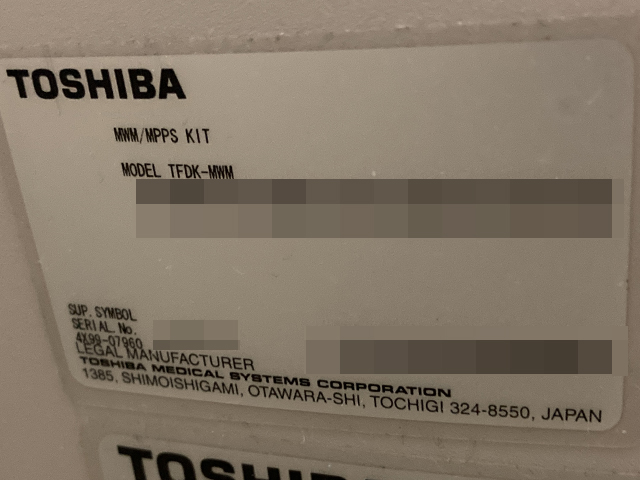 TOSHIBA
MWM/MPPS KIT
MODEL TFDK-MWM
SUP. SYMBOL
SERIAL No.
4X99-07960
LEGAL MANUFACTURER
TOSHIBA MEDICAL SYSTEMS CORPORATION
1385, SHIMOISHIGAMI, OTAWARA-SHI, TOCHIGI 324-8550, JAPAN
TOSHIBA